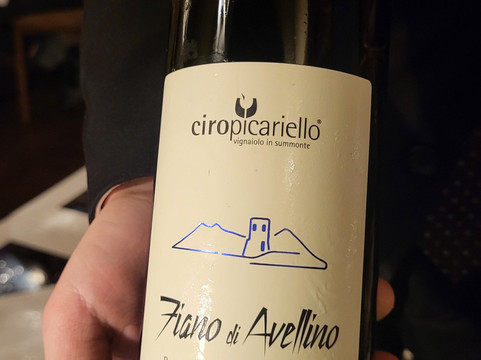 ciropicariello®
vignaiolo in summonte
Fiano di Avellino